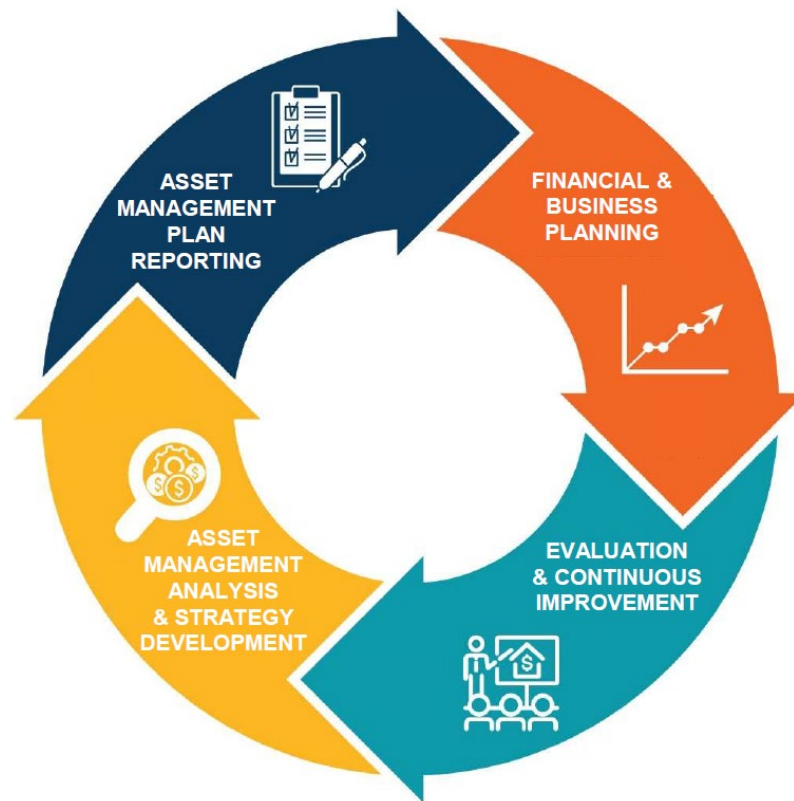 ASSET
MANAGEMENT
PLAN
REPORTING
FINANCIAL &
BUSINESS
PLANNING
EVALUATION
& CONTINUOUS
IMPROVEMENT
ASSET
MANAGEMENT
ANALYSIS
& STRATEGY
DEVELOPMENT
$
$
$
$